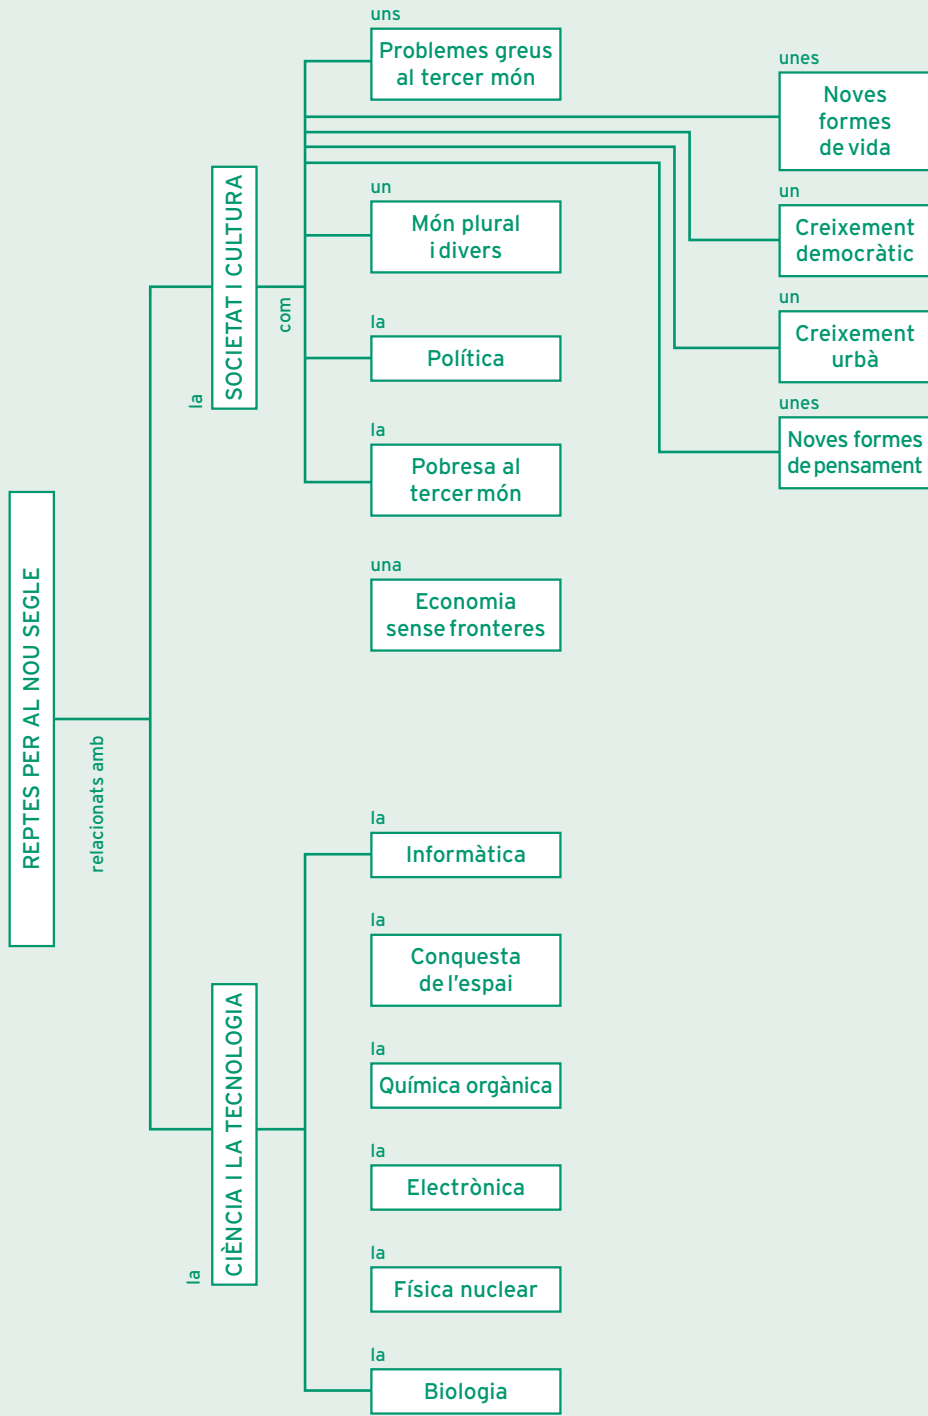 REPTES PER AL NOU SEGLE
relacionats amb
la
SOCIETAT I CULTURA
com
uns
Problemes greus
al tercer món
un
Món plural
i divers
la
Política
la
Pobresa al
tercer món
una
Economia
sense fronteres
unes
Noves
formes
de vida
un
Creixement
democràtic
un
Creixement
urbà
unes
Noves formes
de pensament
la
CIÈNCIA I LA TECNOLOGIA
la
Informàtica
la
Conquesta
de l'espai
la
Química orgànica
la
Electrònica
la
Física nuclear
la
Biologia